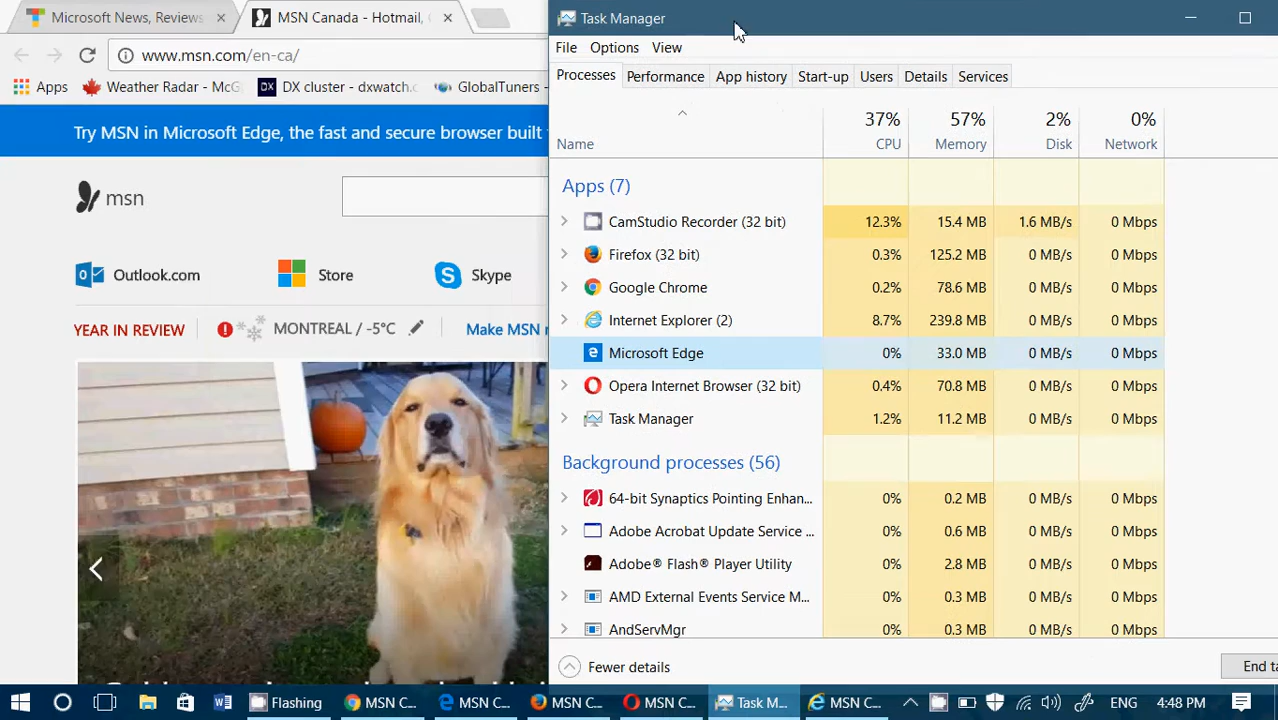 Microsoft News, Reviews
MSN Canada - Hotmail,
www.msn.com/en-ca/
Apps
Weather Radar - McG
DX
DX cluster - dxwatch.c
GlobalTuners
Try MSN in Microsoft Edge, the fast and secure browser built
msn
Outlook.com
Store
Skype
YEAR IN REVIEW
MONTREAL / -5°C
Make MSN
Task Manager
File Options View
Processes Performance App history Start-up Users Details Services
37% 57% 2% 0%
Name CPU Memory Disk Network
Apps (7)
CamStudio Recorder (32 bit) 12.3% 15.4 MB 1.6 MB/s 0 Mbps
Firefox (32 bit) 0.3% 125.2 MB 0 MB/s 0 Mbps
Google Chrome 0.2% 78.6 MB 0 MB/s 0 Mbps
Internet Explorer (2) 8.7% 239.8 MB 0 MB/s 0 Mbps
Microsoft Edge 0% 33.0 MB 0 MB/s 0 Mbps
Opera Internet Browser (32 bit) 0.4% 70.8 MB 0 MB/s 0 Mbps
Task Manager 1.2% 11.2 MB 0 MB/s 0 Mbps
Background processes (56)
64-bit Synaptics Pointing Enhan... 0% 0.2 MB 0 MB/s 0 Mbps
Adobe Acrobat Update Service ... 0% 0.6 MB 0 MB/s 0 Mbps
Adobe® Flash® Player Utility 0% 2.8 MB 0 MB/s 0 Mbps
AMD External Events Service M... 0% 0.3 MB 0 MB/s 0 Mbps
AndServMgr 0% 0.3 MB 0 MB/s 0 Mbps
Fewer details
End ta
Flashing
MSN C...
MSN C...
MSN C...
MSN C...
Task M...
MSN C...
ENG
4:48 PM